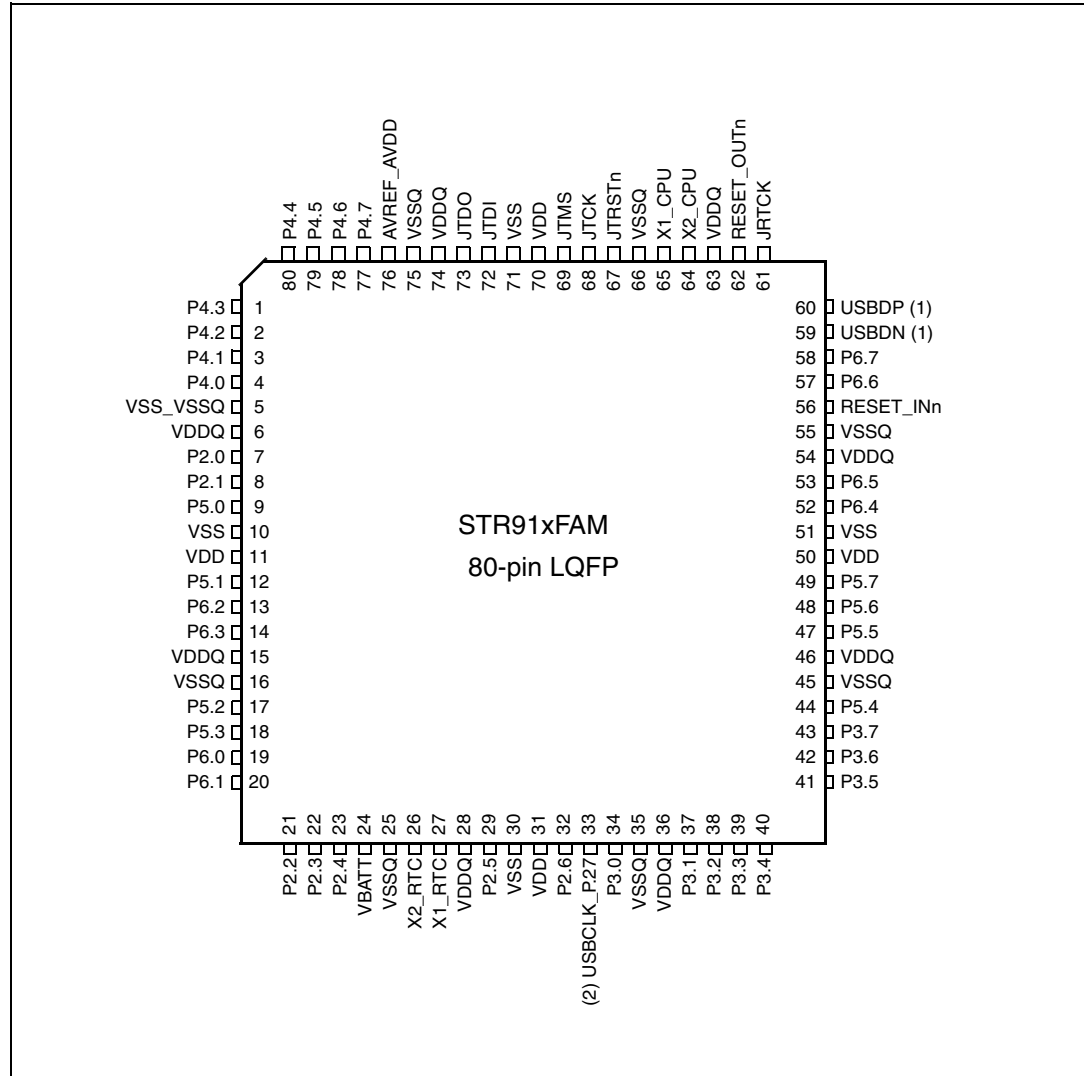 P4.4
P4.5
P4.6
P4.7
AVREF_AVDD
VSSQ
VDDQ
JTDO
JTDI
VSS
VDD
JTMS
JTCK
JTRSTn
VSSQ
X1_CPU
X2_CPU
VDDQ
RESET_OUTn
JRTCK
80
79
78
77
76
75
74
73
72
71
70
69
68
67
66
65
64
63
62
61
P4.3 1
P4.2 2
P4.1 3
P4.0 4
VSS_VSSQ 5
VDDQ 6
P2.0 7
P2.1 8
P5.0 9
VSS 10
VDD 11
P5.1 12
P6.2 13
P6.3 14
VDDQ 15
VSSQ 16
P5.2 17
P5.3 18
P6.0 19
P6.1 20
STR91xFAM
80-pin LQFP
60 USBDP (1)
59 USBDN (1)
58 P6.7
57 P6.6
56 RESET_INn
55 VSSQ
54 VDDQ
53 P6.5
52 P6.4
51 VSS
50 VDD
49 P5.7
48 P5.6
47 P5.5
46 VDDQ
45 VSSQ
44 P5.4
43 P3.7
42 P3.6
41 P3.5
21
22
23
24
25
26
27
28
29
30
31
32
33
34
35
36
37
38
39
40
P2.2
P2.3
P2.4
VBATT
VSSQ
X2_RTC
X1_RTC
VDDQ
P2.5
VSS
VDD
P2.6
(2) USBCLK_P.27
P3.0
VSSQ
VDDQ
P3.1
P3.2
P3.3
P3.4